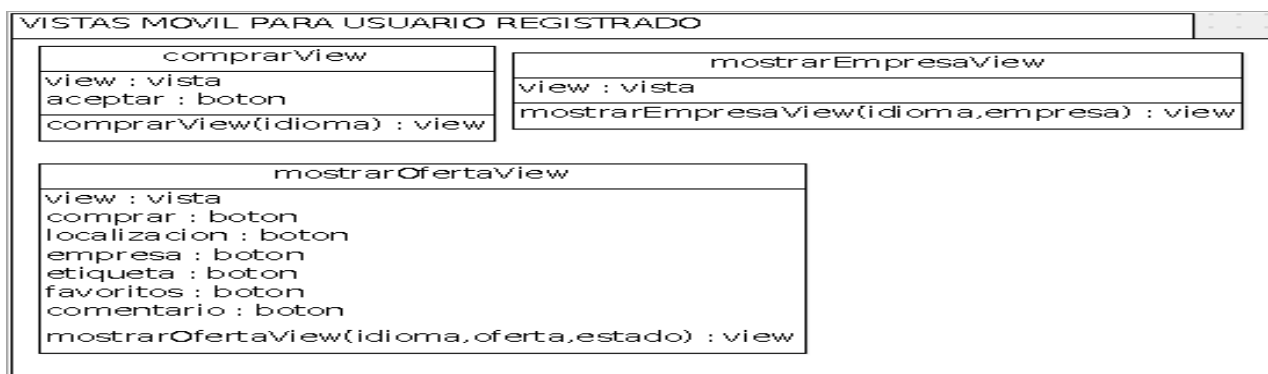 VISTAS MOVIL PARA USUARIO REGISTRADO
comprarView
view : vista
aceptar : boton
comprarView(idioma) : view
mostrarEmpresaView
view : vista
mostrarEmpresaView(idioma,empresa) : view
mostrarOfertaView
view : vista
comprar : boton
localizacion : boton
empresa : boton
etiqueta : boton
favoritos : boton
comentario : boton
mostrarOfertaView(idioma,oferta,estado) : view